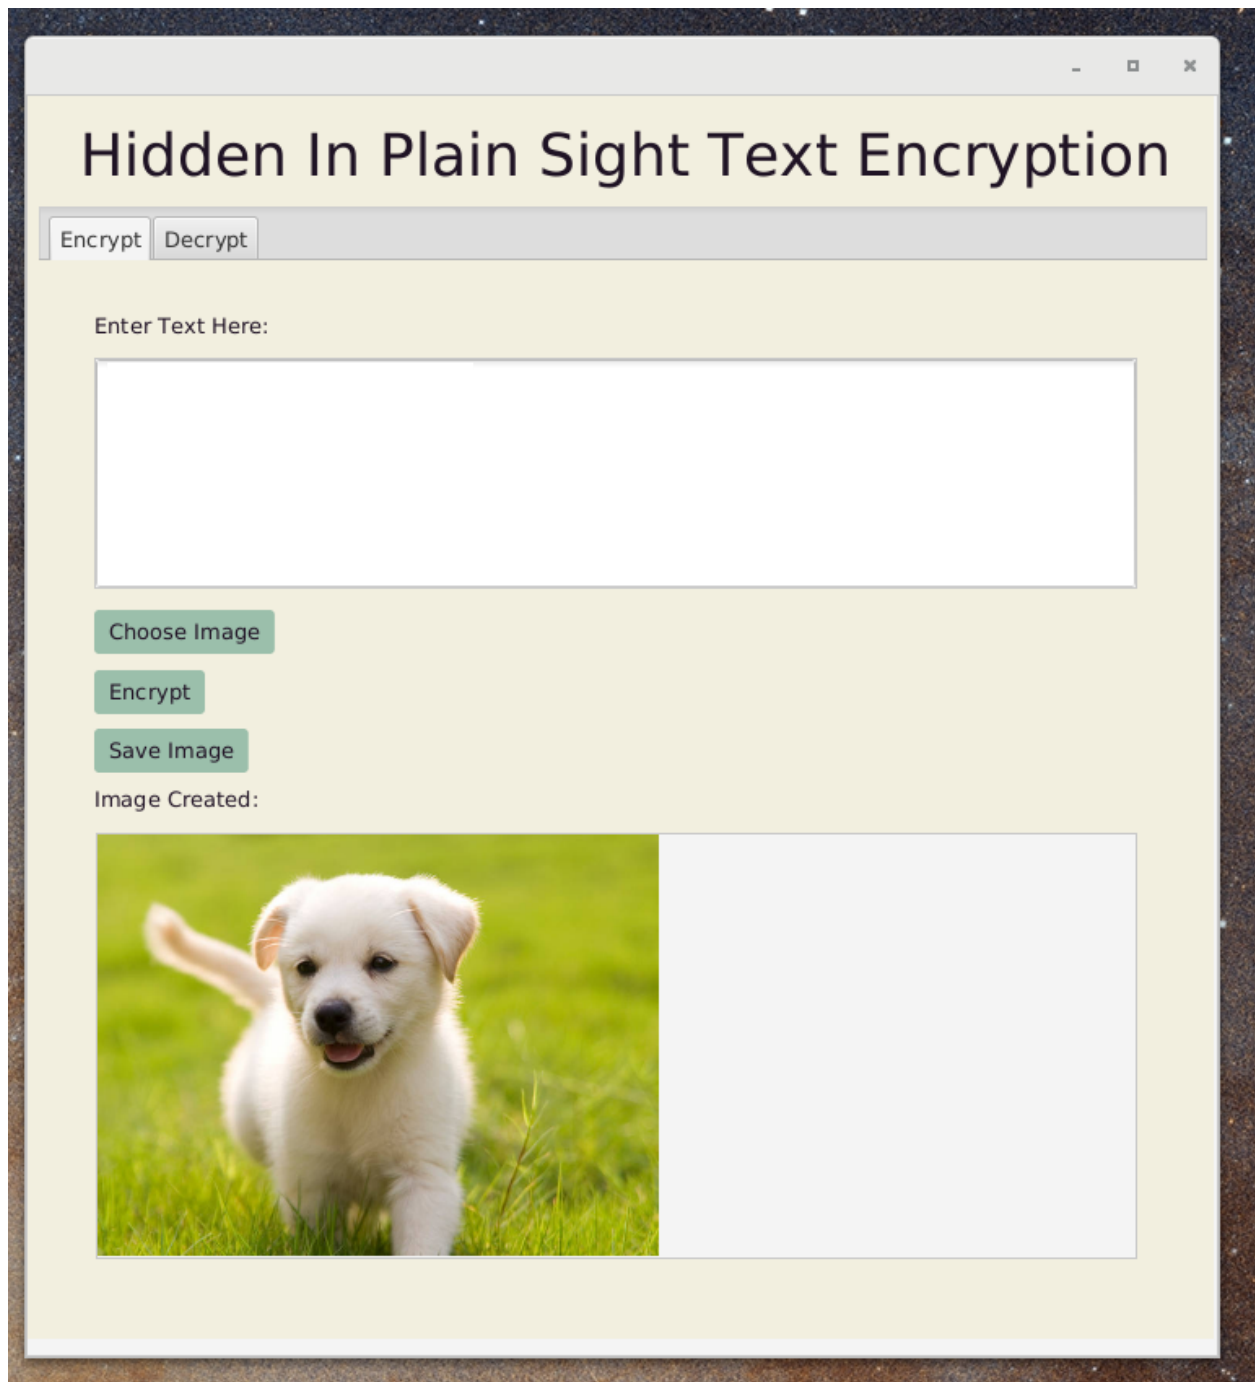 Hidden In Plain Sight Text Encryption
Encrypt Decrypt
Enter Text Here:
Choose Image
Encrypt
Save Image
Image Created: